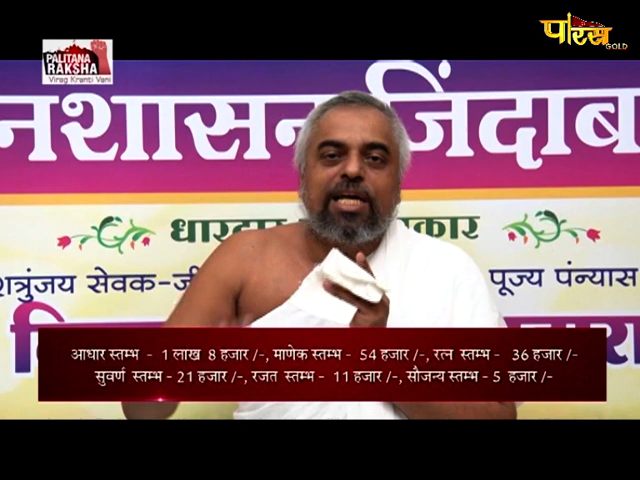 PALITANA
RAKSHA
Virag Kranti Vani
पारस
GOLD
नशासन जिंदाब
धारदार कार
शत्रुंजय सेवक-जी पूज्य पंन्यास
आधार स्तम्भ - 1 लाख 8 हजार /-, माणेक स्तम्भ - 54 हजार /-, रत्न स्तम्भ - 36 हजार /-
सुवर्ण स्तम्भ - 21 हजार /-, रजत स्तम्भ - 11 हजार /-, सौजन्य स्तम्भ - 5 हजार /-